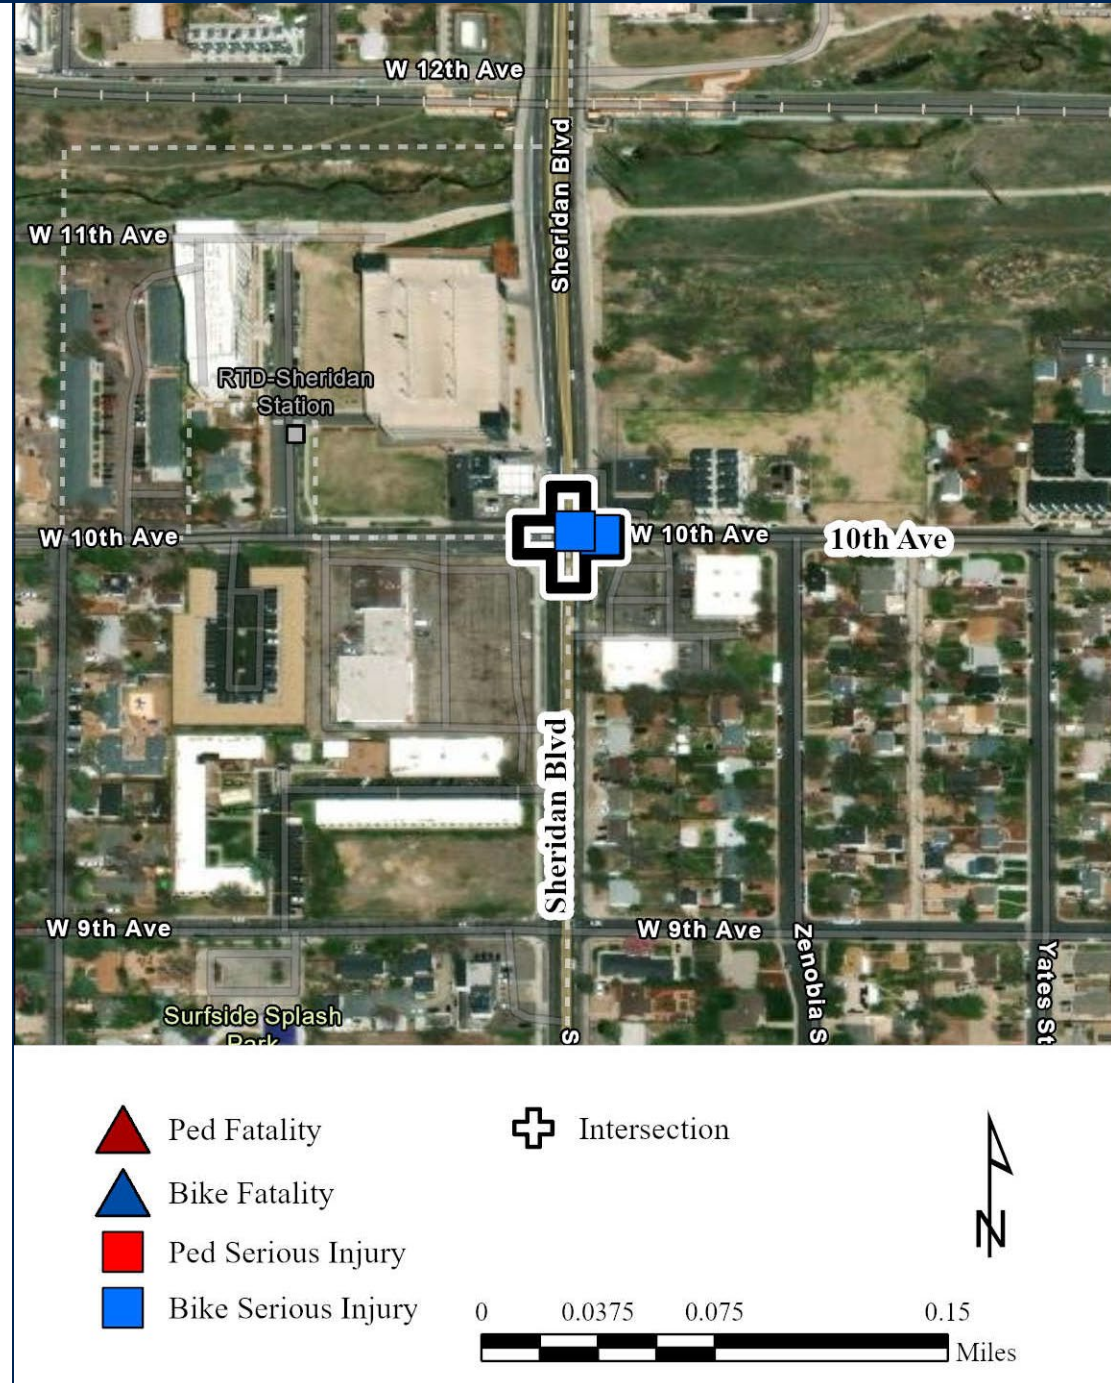 W 12th Ave
Sheridan Blvd
W 11th Ave
RTD-Sheridan
Station
W 10th Ave
W 10th Ave
10th Ave
Sheridan Blvd
W 9th Ave
W 9th Ave
Zenobia S
Yates St
Surfside Splash
Park
S
Ped Fatality
Intersection
Bike Fatality
Ped Serious Injury
Bike Serious Injury
N
0 0.0375 0.075 0.15
Miles